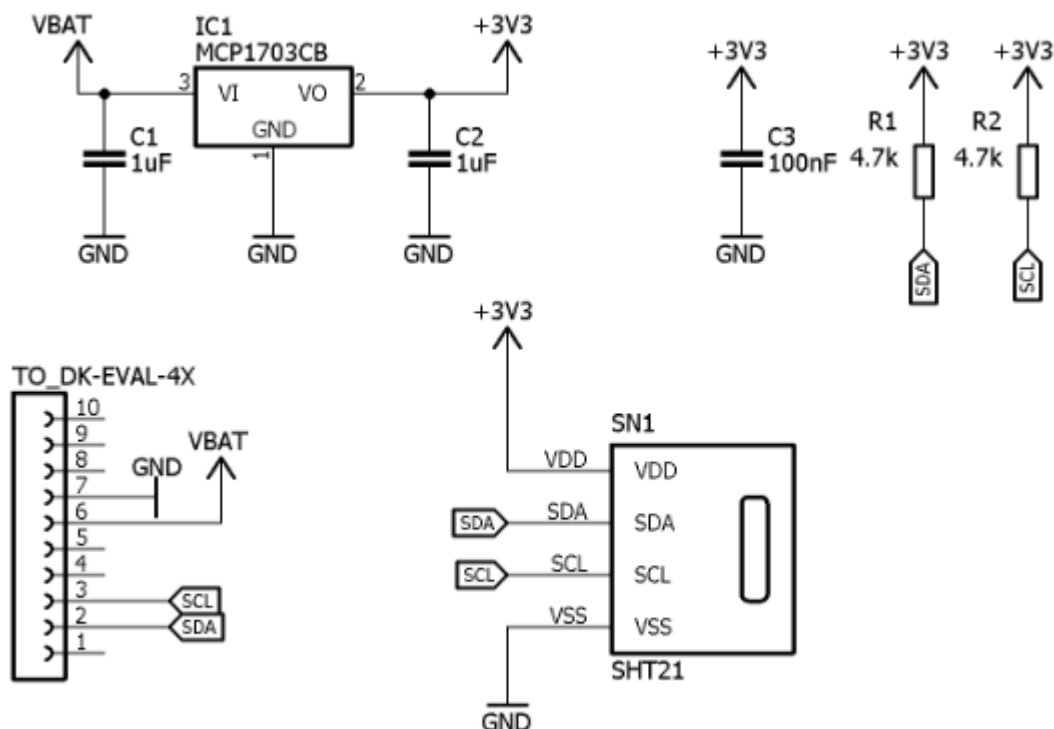 VBAT
IC1
MCP1703CB
+3V3
3
VI
VO
2
GND
1
C1
1uF
C2
1uF
GND
GND
GND
+3V3
C3
100nF
GND
+3V3
R1
4.7k
SDA
+3V3
R2
4.7k
SCL
TO_DK-EVAL-4X
10
9
8
7
6
5
4
3
2
1
GND
VBAT
SCL
SDA
+3V3
SN1
VDD
VDD
SDA
SDA
SDA
SCL
SCL
SCL
VSS
VSS
SHT21
GND